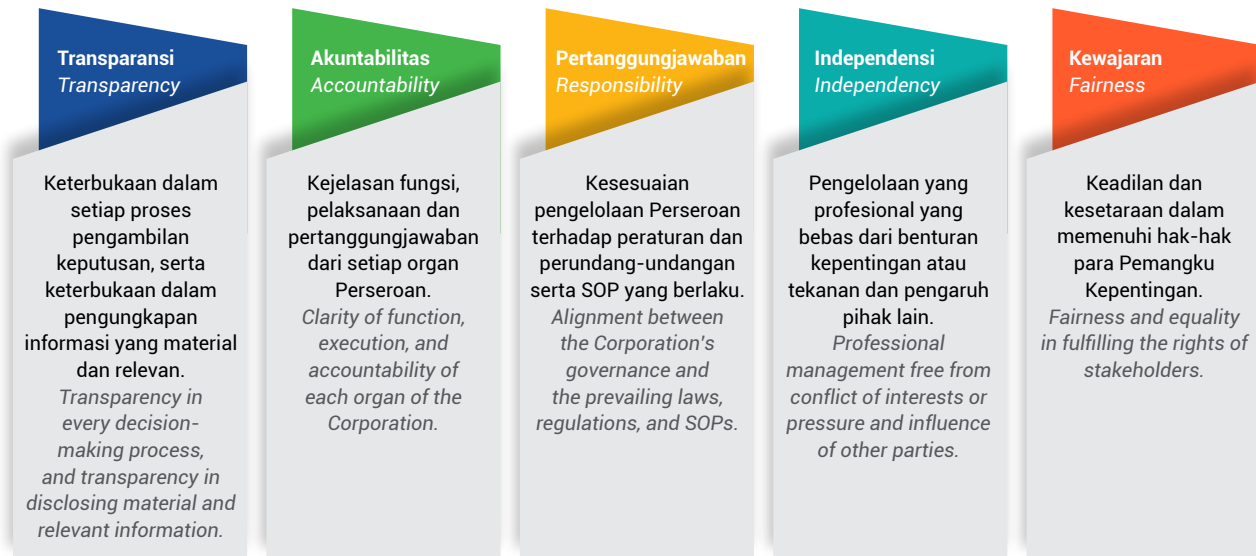 Transparansi
Transparency
Keterbukaan dalam
setiap proses
pengambilan
keputusan, serta
keterbukaan dalam
pengungkapan
informasi yang material
dan relevan.
Transparency in
every decision-
making process,
and transparency in
disclosing material and
relevant information.
Akuntabilitas
Accountability
Kejelasan fungsi,
pelaksanaan dan
pertanggungjawaban
dari setiap organ
Perseroan.
Clarity of function,
execution, and
accountability of
each organ of the
Corporation.
Pertanggungjawaban
Responsibility
Kesesuaian
pengelolaan Perseroan
terhadap peraturan dan
perundang-undangan
serta SOP yang berlaku.
Alignment between
the Corporation's
governance and
the prevailing laws,
regulations, and SOPs.
Independensi
Independency
Pengelolaan yang
profesional yang
bebas dari benturan
kepentingan atau
tekanan dan pengaruh
pihak lain.
Professional
management free from
conflict of interests or
pressure and influence
of other parties.
Kewajaran
Fairness
Keadilan dan
kesetaraan dalam
memenuhi hak-hak
para Pemangku
Kepentingan.
Fairness and equality
in fulfilling the rights of
stakeholders.